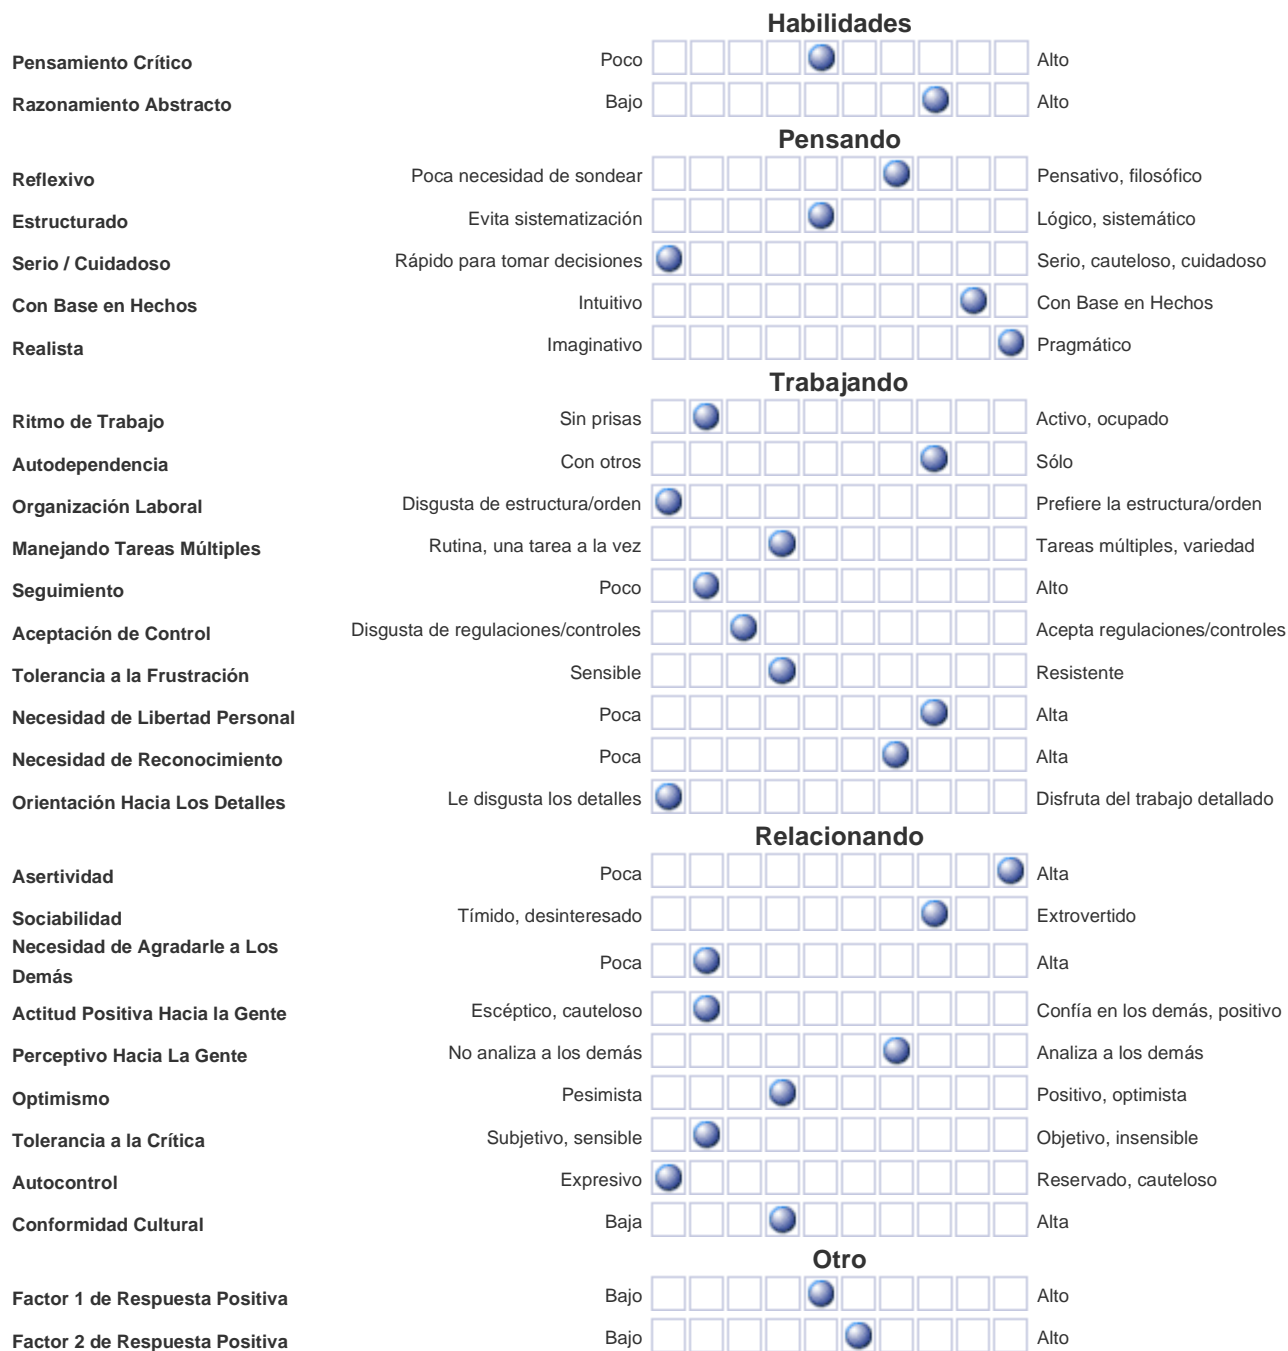 Habilidades
Pensamiento Crítico Poco Alto
Razonamiento Abstracto Bajo Alto
Pensando
Reflexivo Poca necesidad de sondear Pensativo, filosófico
Estructurado Evita sistematización Lógico, sistemático
Serio / Cuidadoso Rápido para tomar decisiones Serio, cauteloso, cuidadoso
Con Base en Hechos Intuitivo Con Base en Hechos
Realista Imaginativo Pragmático
Trabajando
Ritmo de Trabajo Sin prisas Activo, ocupado
Autodependencia Con otros Sólo
Organización Laboral Disgusta de estructura/orden Prefiere la estructura/orden
Manejando Tareas Múltiples Rutina, una tarea a la vez Tareas múltiples, variedad
Seguimiento Poco Alto
Aceptación de Control Disgusta de regulaciones/controles Acepta regulaciones/controles
Tolerancia a la Frustración Sensible Resistente
Necesidad de Libertad Personal Poca Alta
Necesidad de Reconocimiento Poca Alta
Orientación Hacia Los Detalles Le disgusta los detalles Disfruta del trabajo detallado
Relacionando
Asertividad Poca Alta
Sociabilidad Tímido, desinteresado Extrovertido
Necesidad de Agradarle a Los
Demás Poca Alta
Actitud Positiva Hacia la Gente Escéptico, cauteloso Confía en los demás, positivo
Perceptivo Hacia La Gente No analiza a los demás Analiza a los demás
Optimismo Pesimista Positivo, optimista
Tolerancia a la Crítica Subjetivo, sensible Objetivo, insensible
Autocontrol Expresivo Reservado, cauteloso
Conformidad Cultural Baja Alta
Otro
Factor 1 de Respuesta Positiva Bajo Alto
Factor 2 de Respuesta Positiva Bajo Alto